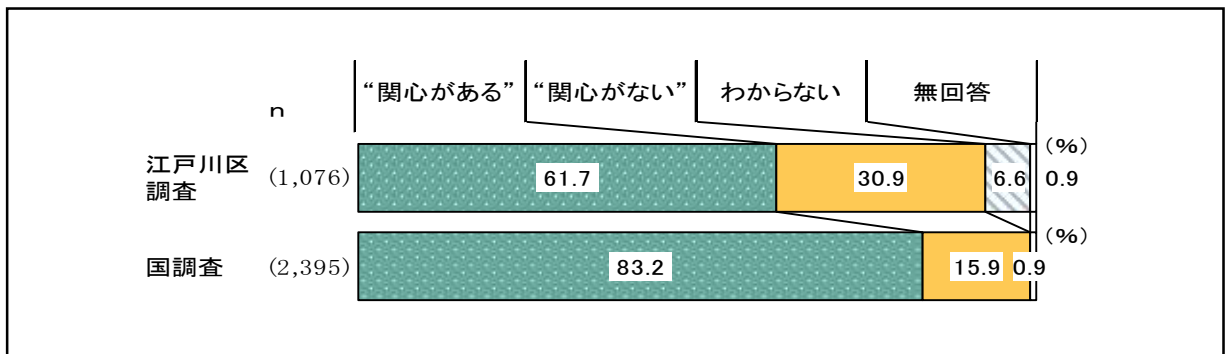 n “関心がある” “関心がない” わからない 無回答
(%)
江戸川区
調査 (1,076) 61.7 30.9 6.6 0.9
(%)
国調査 (2,395) 83.2 15.9 0.9